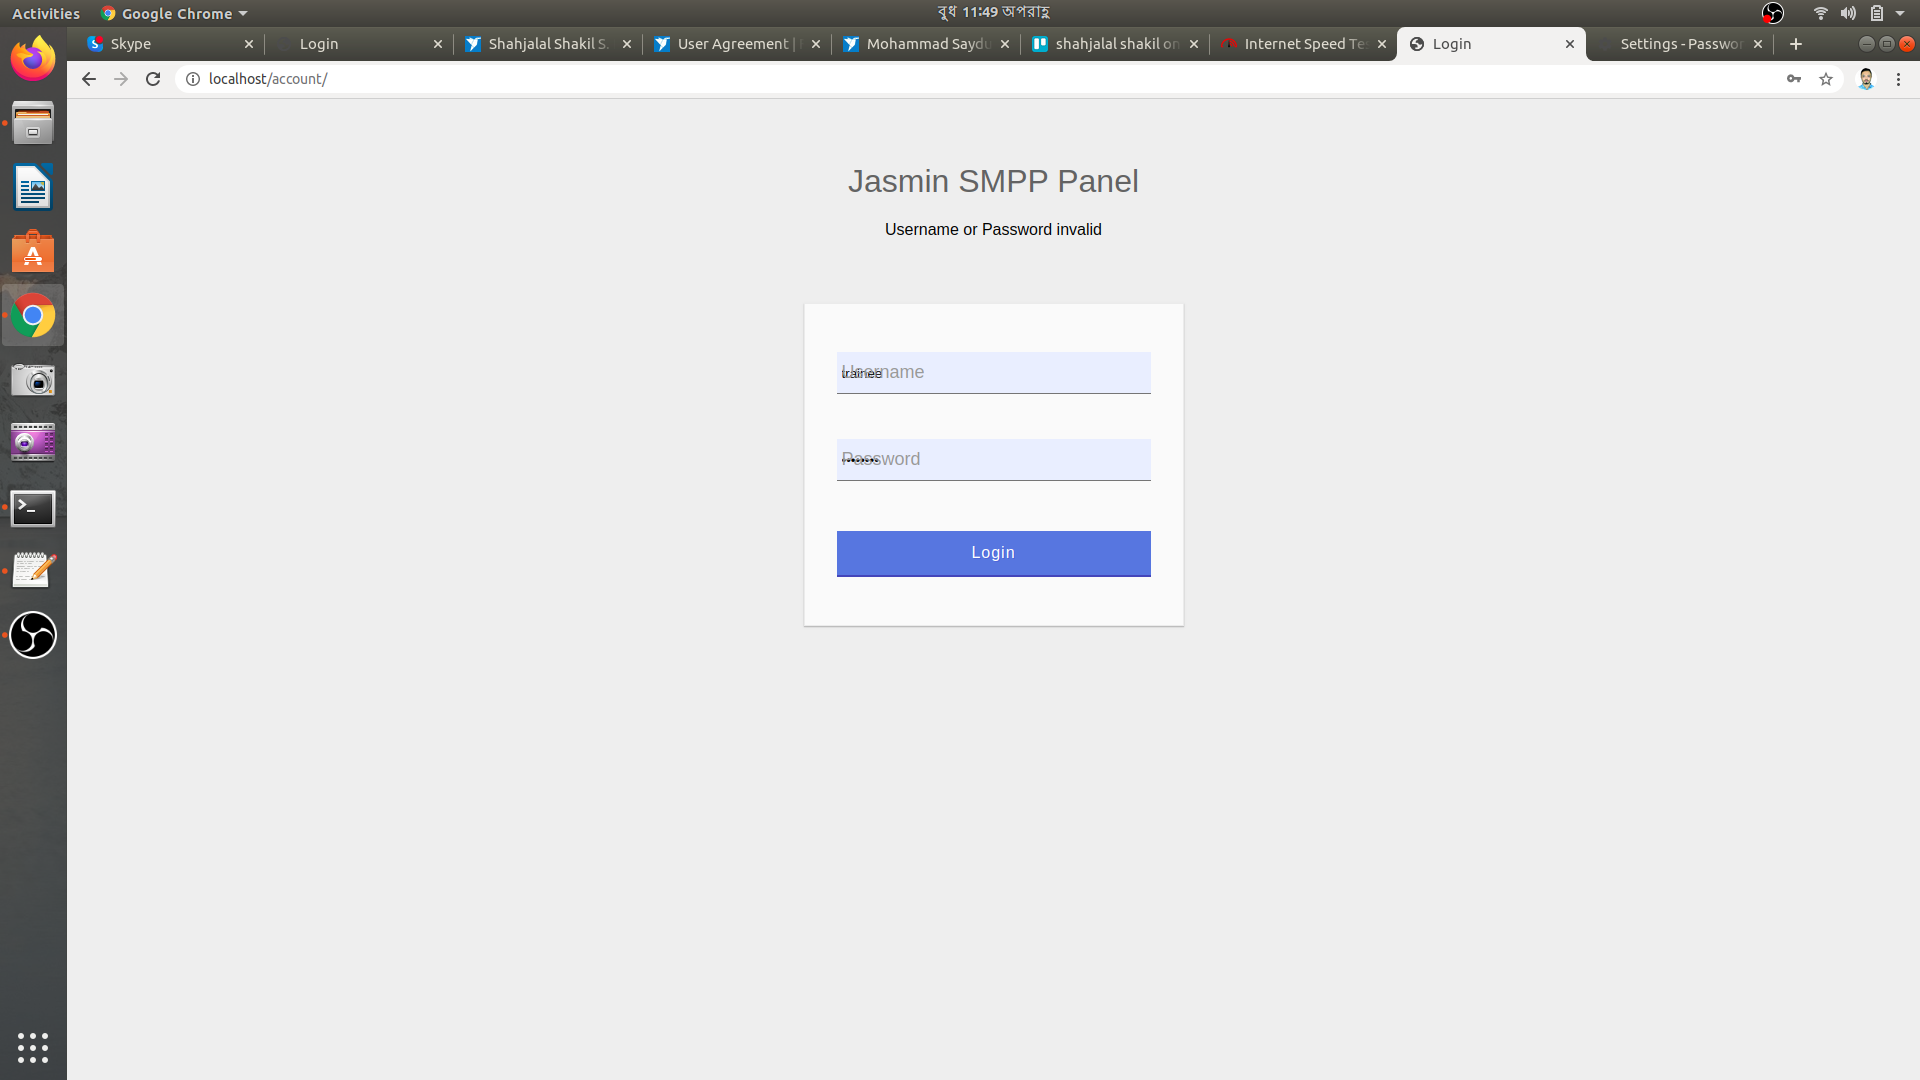 Activities
Google Chrome
বুধ 11:49 অপরাহ্ণ
Skype
Login
Shahjalal Shakil S.
User Agreement |
Mohammad Saydu
shahjalal shakil on
Internet Speed Te
Login
Settings - Passwor
localhost/account/
Jasmin SMPP Panel
Username or Password invalid
Username
trainee
Password
Login